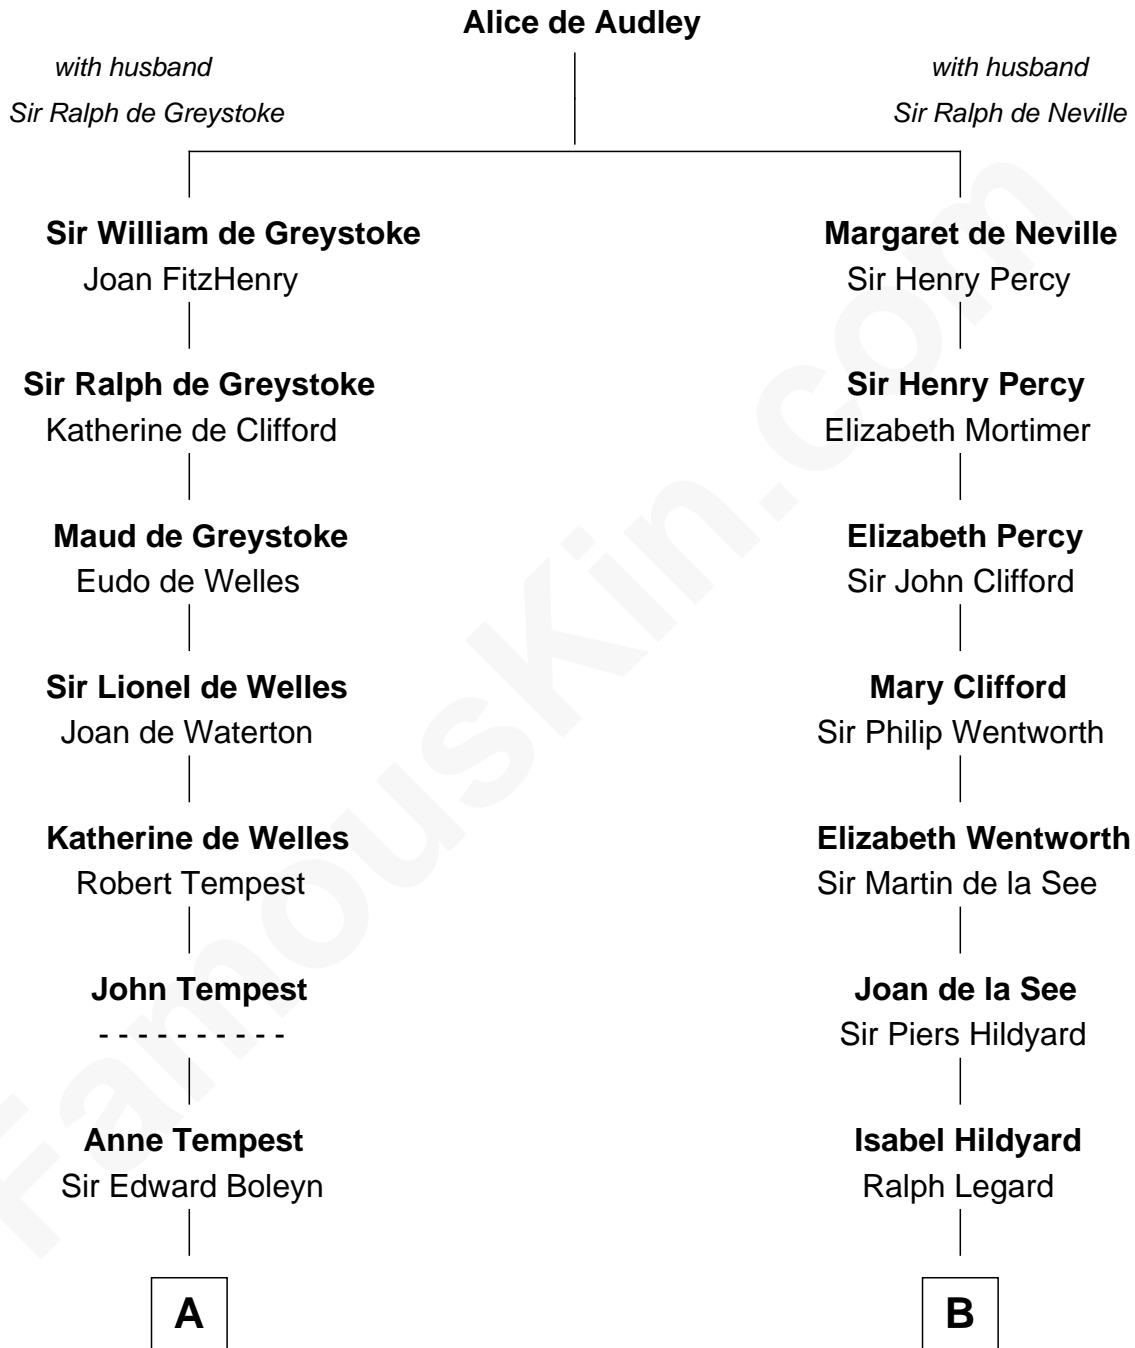 Alice de Audley
with husband
Sir Ralph de Greystoke
with husband
Sir Ralph de Neville
Sir William de Greystoke
Joan FitzHenry
Sir Ralph de Greystoke
Katherine de Clifford
Maud de Greystoke
Eudo de Welles
Sir Lionel de Welles
Joan de Waterton
Katherine de Welles
Robert Tempest
John Tempest
- - - - - - - - - -
Anne Tempest
Sir Edward Boleyn
A
Margaret de Neville
Sir Henry Percy
Sir Henry Percy
Elizabeth Mortimer
Elizabeth Percy
Sir John Clifford
Mary Clifford
Sir Philip Wentworth
Elizabeth Wentworth
Sir Martin de la See
Joan de la See
Sir Piers Hildyard
Isabel Hildyard
Ralph Legard
B
FamousKin.com